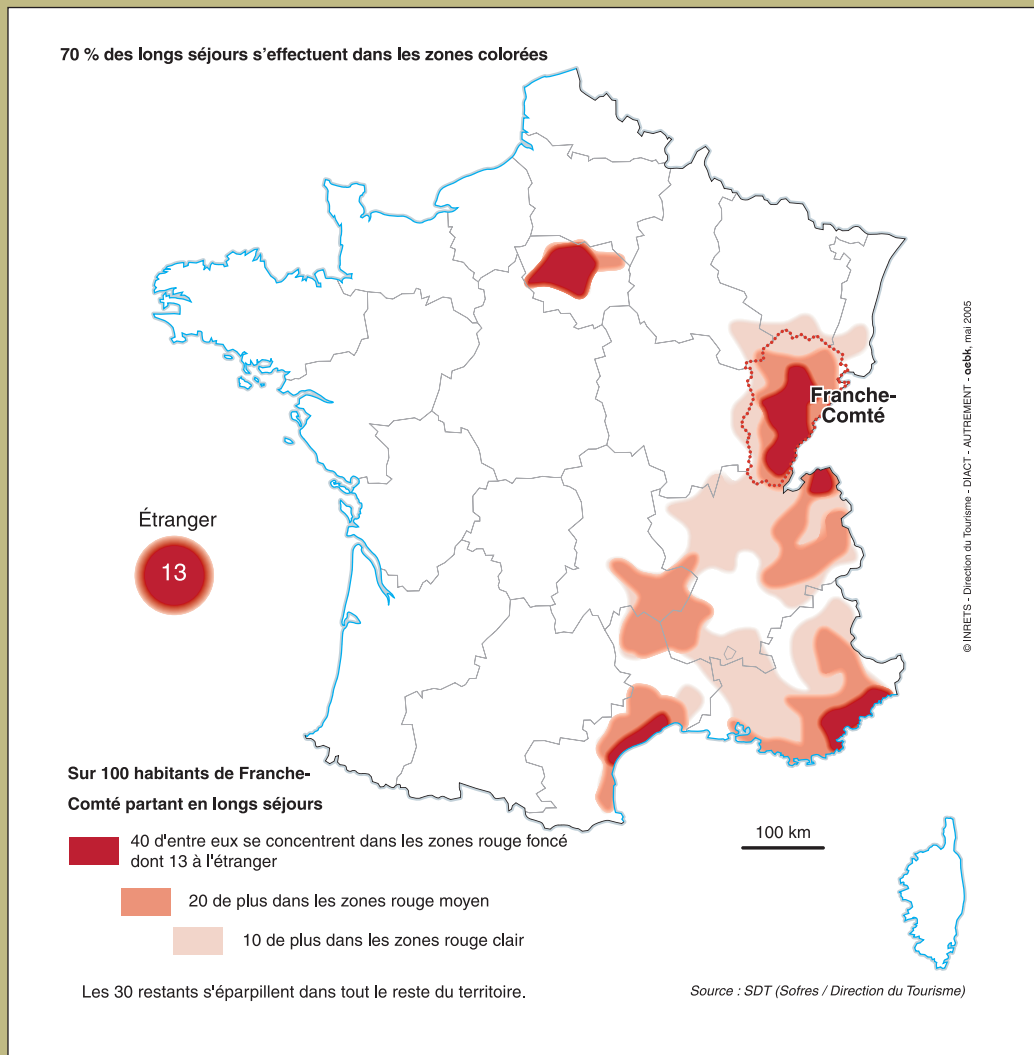 70 % des longs séjours s'effectuent dans les zones colorées
© INRETS - Direction du Tourisme - DIACT - AUTREMENT - aebk, mai 2005
Franche-
Comté
Étranger
13
Sur 100 habitants de Franche-
Comté partant en longs séjours
100 km
40 d'entre eux se concentrent dans les zones rouge foncé
dont 13 à l'étranger
20 de plus dans les zones rouge moyen
10 de plus dans les zones rouge clair
Les 30 restants s'éparpillent dans tout le reste du territoire.
Source : SDT (Sofres / Direction du Tourisme)